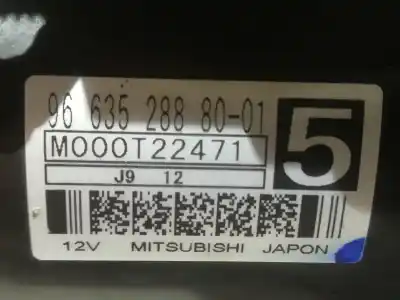 96 635 288 80-01
5
M000T22471
J9 12
12V MITSUBISHI JAPON